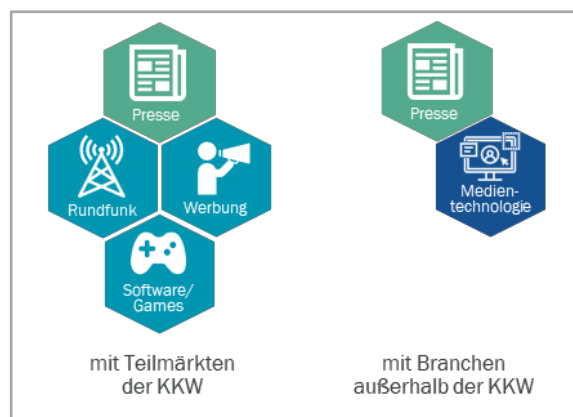 Presse
Rundfunk
Werbung
Software/
Games
mit Teilmärkten
der KKW
Presse
Medien-
technologie
mit Branchen
außerhalb der KKW